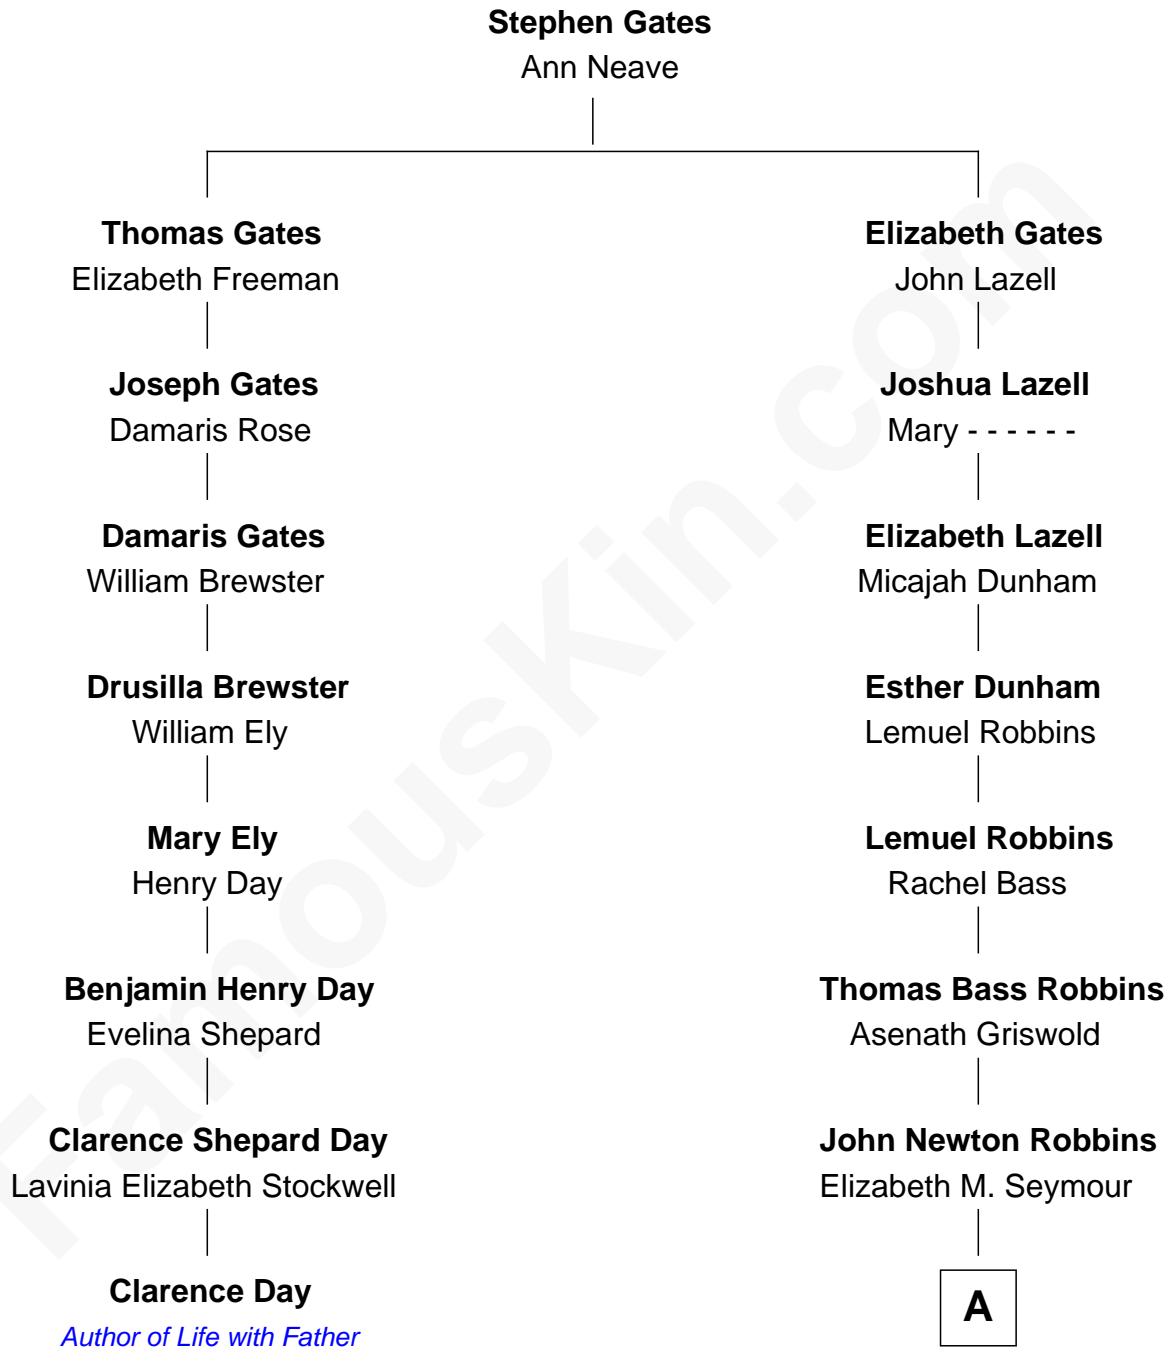 Stephen Gates
Ann Neave
Thomas Gates
Elizabeth Freeman
Joseph Gates
Damaris Rose
Damaris Gates
William Brewster
Drusilla Brewster
William Ely
Mary Ely
Henry Day
Benjamin Henry Day
Evelina Shepard
Clarence Shepard Day
Lavinia Elizabeth Stockwell
Clarence Day
Author of Life with Father
Elizabeth Gates
John Lazell
Joshua Lazell
Mary - - - - - -
Elizabeth Lazell
Micajah Dunham
Esther Dunham
Lemuel Robbins
Lemuel Robbins
Rachel Bass
Thomas Bass Robbins
Asenath Griswold
John Newton Robbins
Elizabeth M. Seymour
A
FamousKin.com